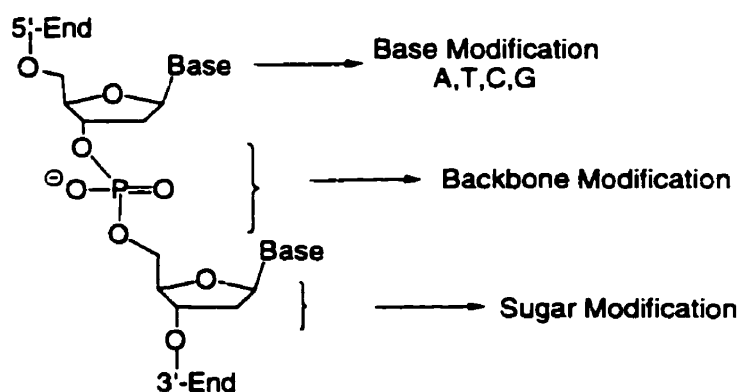 5'-End
O
Base
Base Modification
A,T,C,G
O
O
⊖O-P=O
Backbone Modification
O
Base
O
Sugar Modification
O
3'-End